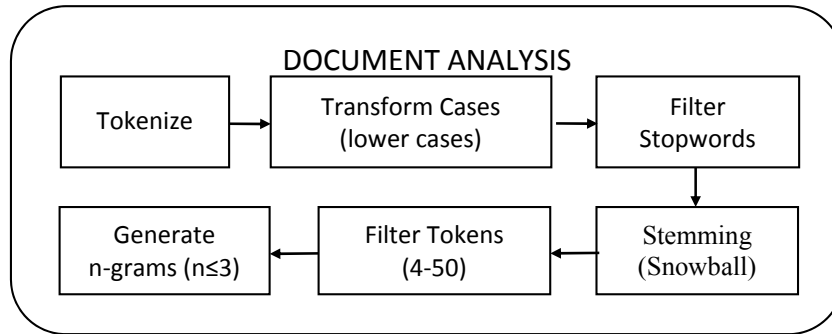 DOCUMENT ANALYSIS
Tokenize
Transform Cases
(lower cases)
Filter
Stopwords
Stemming
(Snowball)
Filter Tokens
(4-50)
Generate
n-grams (n≤3)